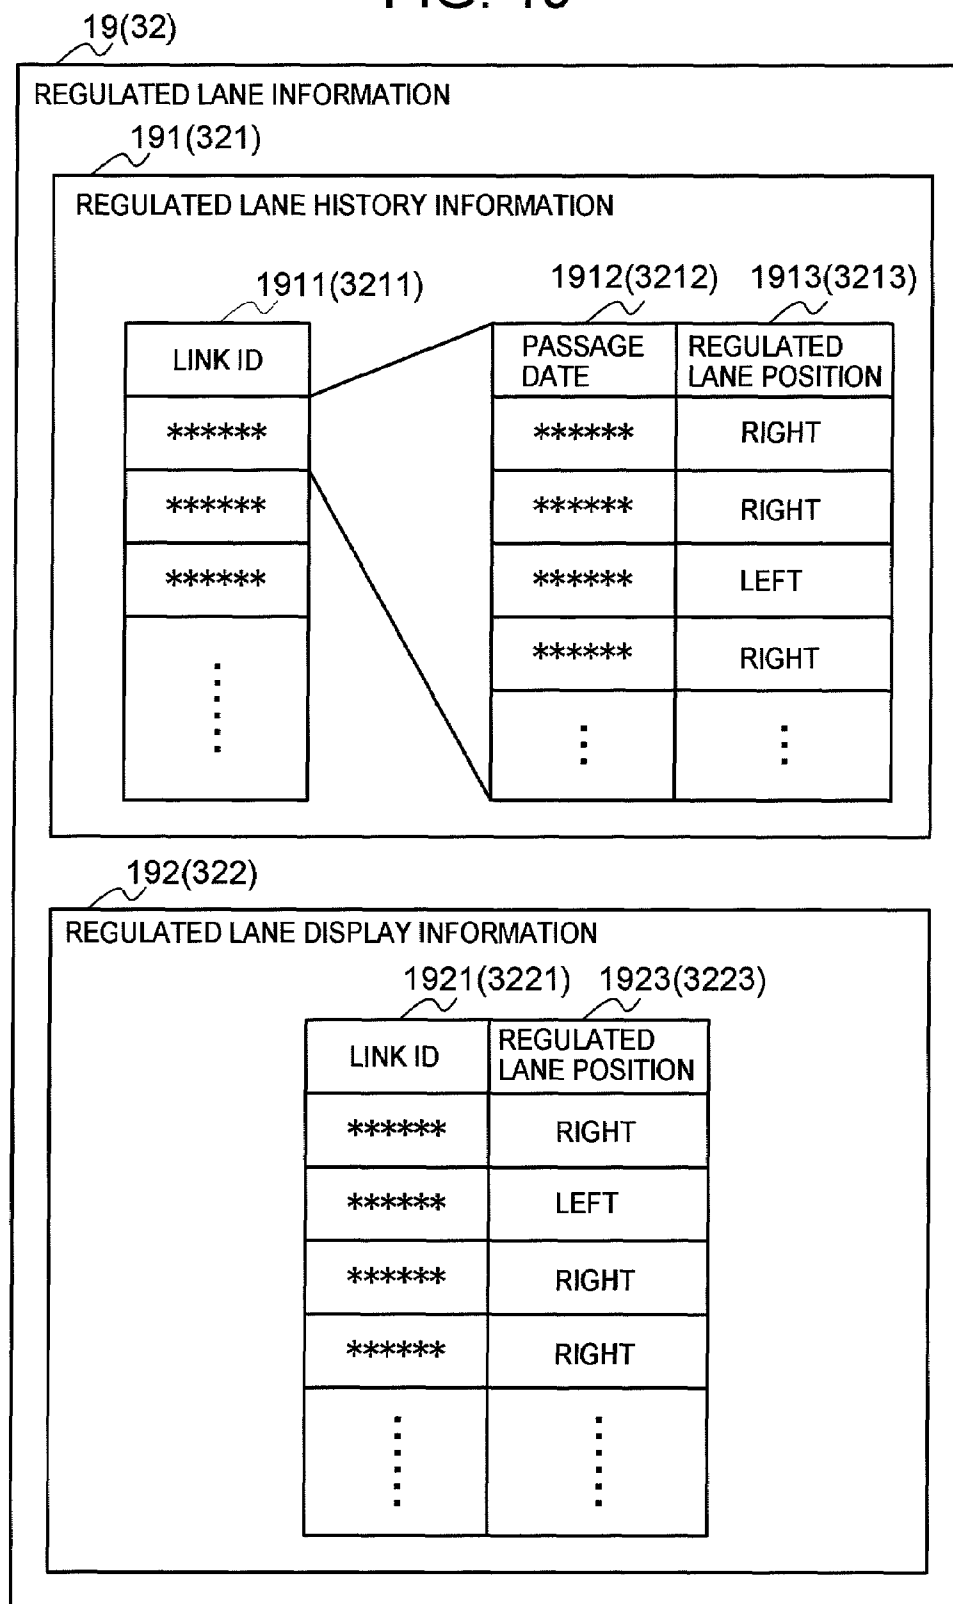 19(32)
REGULATED LANE INFORMATION
191(321)
REGULATED LANE HISTORY INFORMATION
1911(3211)
1912(3212) 1913(3213)
LINK ID
PASSAGE DATE
REGULATED LANE POSITION
****** ****** RIGHT
****** ****** RIGHT
****** ****** LEFT
****** RIGHT
192(322)
REGULATED LANE DISPLAY INFORMATION
1921(3221) 1923(3223)
LINK ID
REGULATED
LANE POSITION
****** RIGHT
****** LEFT
****** RIGHT
****** RIGHT